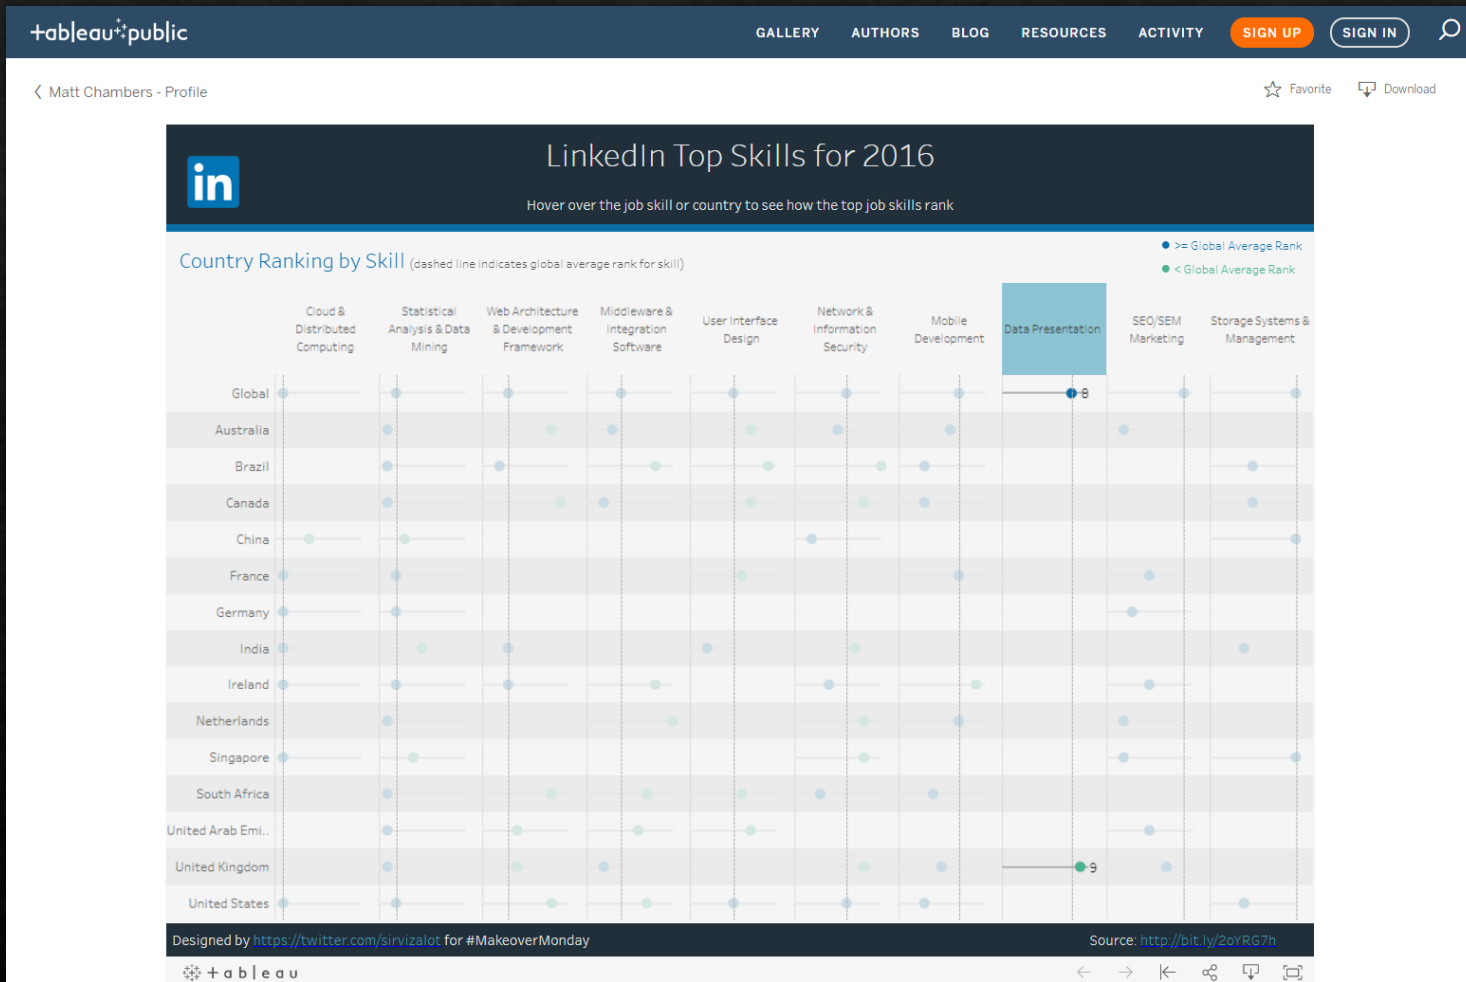 +ableau public
GALLERY AUTHORS BLOG RESOURCES ACTIVITY SIGN UP SIGN IN
Matt Chambers - Profile
Favorite Download
in
LinkedIn Top Skills for 2016
Hover over the job skill or country to see how the top job skills rank
Country Ranking by Skill (dashed line indicates global average rank for skill)
>= Global Average Rank
< Global Average Rank
Cloud &
Distributed
Computing
Statistical
Analysis & Data
Mining
Web Architecture
& Development
Framework
Middleware &
Integration
Software
User Interface
Design
Network &
Information
Security
Mobile
Development
Data Presentation
SEO/SEM
Marketing
Storage Systems &
Management
Global 8
Australia
Brazil
Canada
China
France
Germany
India
Ireland
Netherlands
Singapore
South Africa
United Arab Emi..
United Kingdom 9
United States
Designed by https://twitter.com/sirvizalot for #MakeoverMonday
Source: http://bit.ly/2oYRG7h
+ableau